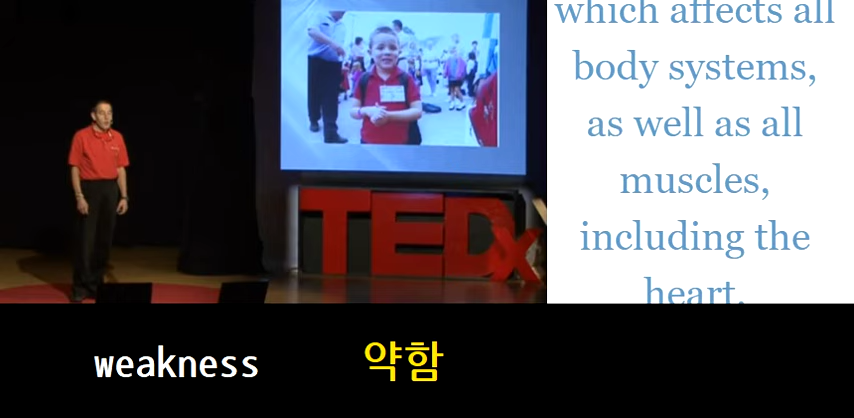 TEDx
which affects all
body systems,
as well as all
muscles,
including the
heart.
weakness 약함